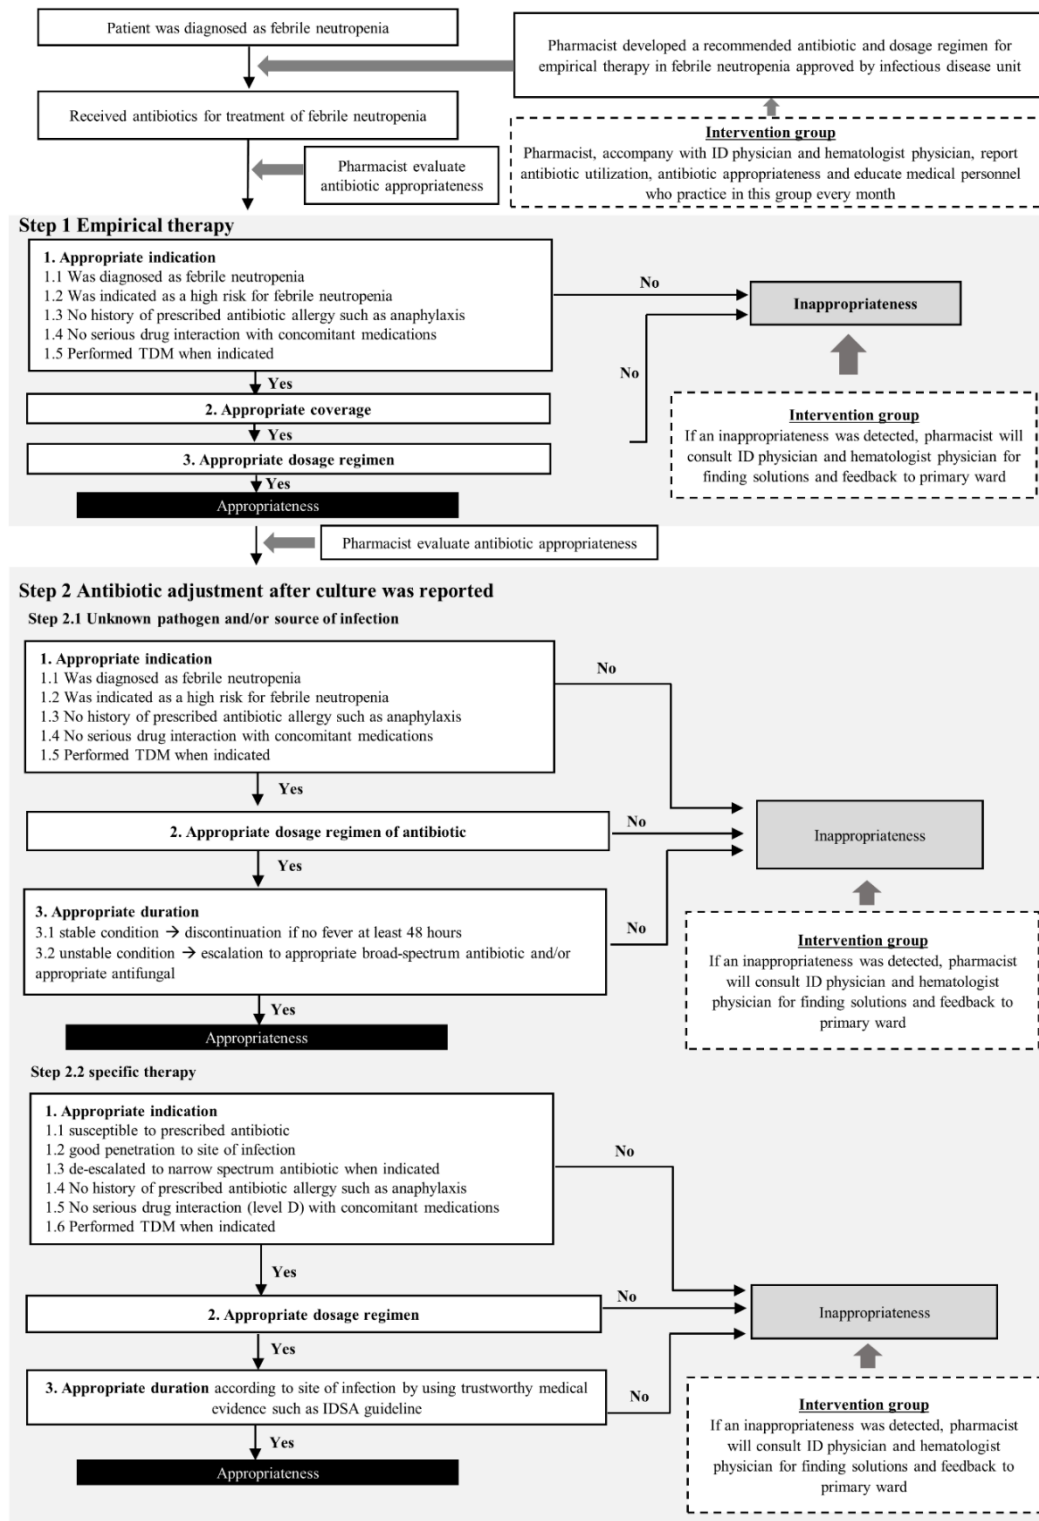 Patient was diagnosed as febrile neutropenia
Pharmacist developed a recommended antibiotic and dosage regimen for
empirical therapy in febrile neutropenia approved by infectious disease unit
Received antibiotics for treatment of febrile neutropenia
Intervention group
Pharmacist, accompany with ID physician and hematologist physician, report
antibiotic utilization, antibiotic appropriateness and educate medical personnel
who practice in this group every month
Pharmacist evaluate
antibiotic appropriateness
Step 1 Empirical therapy
1. Appropriate indication
1.1 Was diagnosed as febrile neutropenia
1.2 Was indicated as a high risk for febrile neutropenia
1.3 No history of prescribed antibiotic allergy such as anaphylaxis
1.4 No serious drug interaction with concomitant medications
1.5 Performed TDM when indicated
No
Inappropriateness
No
Yes
2. Appropriate coverage
Yes
3. Appropriate dosage regimen
Yes
Appropriateness
Intervention group
If an inappropriateness was detected, pharmacist will
consult ID physician and hematologist physician for
finding solutions and feedback to primary ward
Pharmacist evaluate antibiotic appropriateness
Step 2 Antibiotic adjustment after culture was reported
Step 2.1 Unknown pathogen and/or source of infection
1. Appropriate indication
1.1 Was diagnosed as febrile neutropenia
1.2 Was indicated as a high risk for febrile neutropenia
1.3 No history of prescribed antibiotic allergy such as anaphylaxis
1.4 No serious drug interaction with concomitant medications
1.5 Performed TDM when indicated
No
Yes
2. Appropriate dosage regimen of antibiotic
No
Inappropriateness
Yes
3. Appropriate duration
3.1 stable condition → discontinuation if no fever at least 48 hours
3.2 unstable condition → escalation to appropriate broad-spectrum antibiotic and/or
appropriate antifungal
No
Yes
Appropriateness
Intervention group
If an inappropriateness was detected, pharmacist
will consult ID physician and hematologist
physician for finding solutions and feedback to
primary ward
Step 2.2 specific therapy
1. Appropriate indication
1.1 susceptible to prescribed antibiotic
1.2 good penetration to site of infection
1.3 de-escalated to narrow spectrum antibiotic when indicated
1.4 No history of prescribed antibiotic allergy such as anaphylaxis
1.5 No serious drug interaction (level D) with concomitant medications
1.6 Performed TDM when indicated
No
Yes
2. Appropriate dosage regimen
No
Inappropriateness
Yes
3. Appropriate duration according to site of infection by using trustworthy medical
evidence such as IDSA guideline
No
Yes
Appropriateness
Intervention group
If an inappropriateness was detected, pharmacist
will consult ID physician and hematologist
physician for finding solutions and feedback to
primary ward